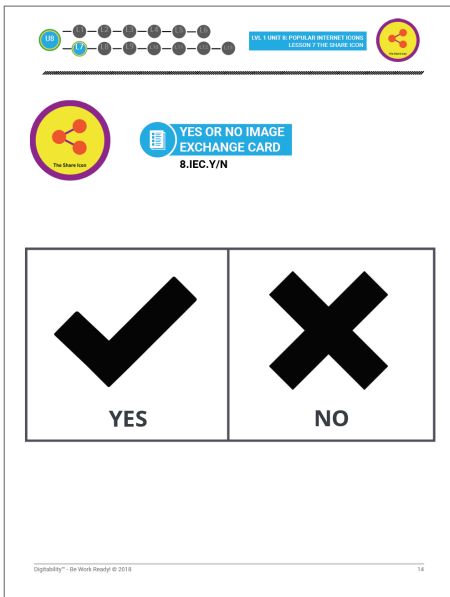 U8
L1 L2 L3 L4 L5 L6
L7 L8 L9 L10 L11 L12 L13
LVL 1 UNIT 8: POPULAR INTERNET ICONS
LESSON 7 THE SHARE ICON
The Share Icon
The Share Icon
YES OR NO IMAGE
EXCHANGE CARD
8.IEC.Y/N
YES
NO
Digitability™ - Be Work Ready! © 2018
14